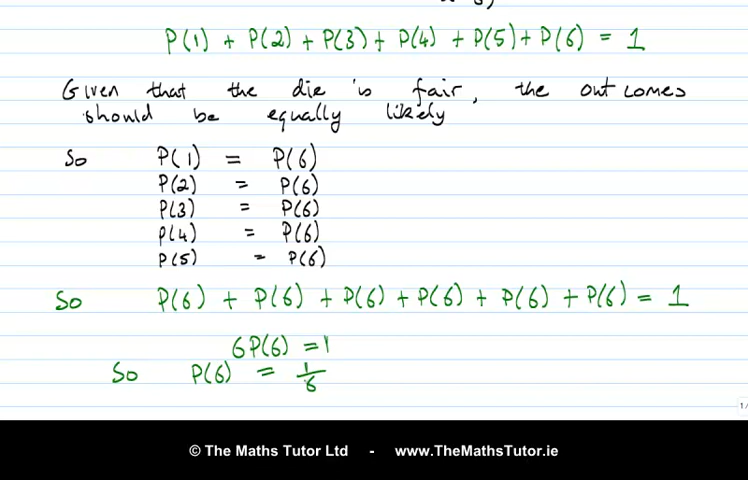 P(1) + P(2) + P(3) + P(4) + P(5) + P(6) = 1
Given that the die is fair, the outcomes
should be equally likely
So P(1) = P(6)
P(2) = P(6)
P(3) = P(6)
P(4) = P(6)
P(5) = P(6)
So P(6) + P(6) + P(6) + P(6) + P(6) + P(6) = 1
6P(6) = 1
So P(6) = 1/6
© The Maths Tutor Ltd - www.TheMathsTutor.ie